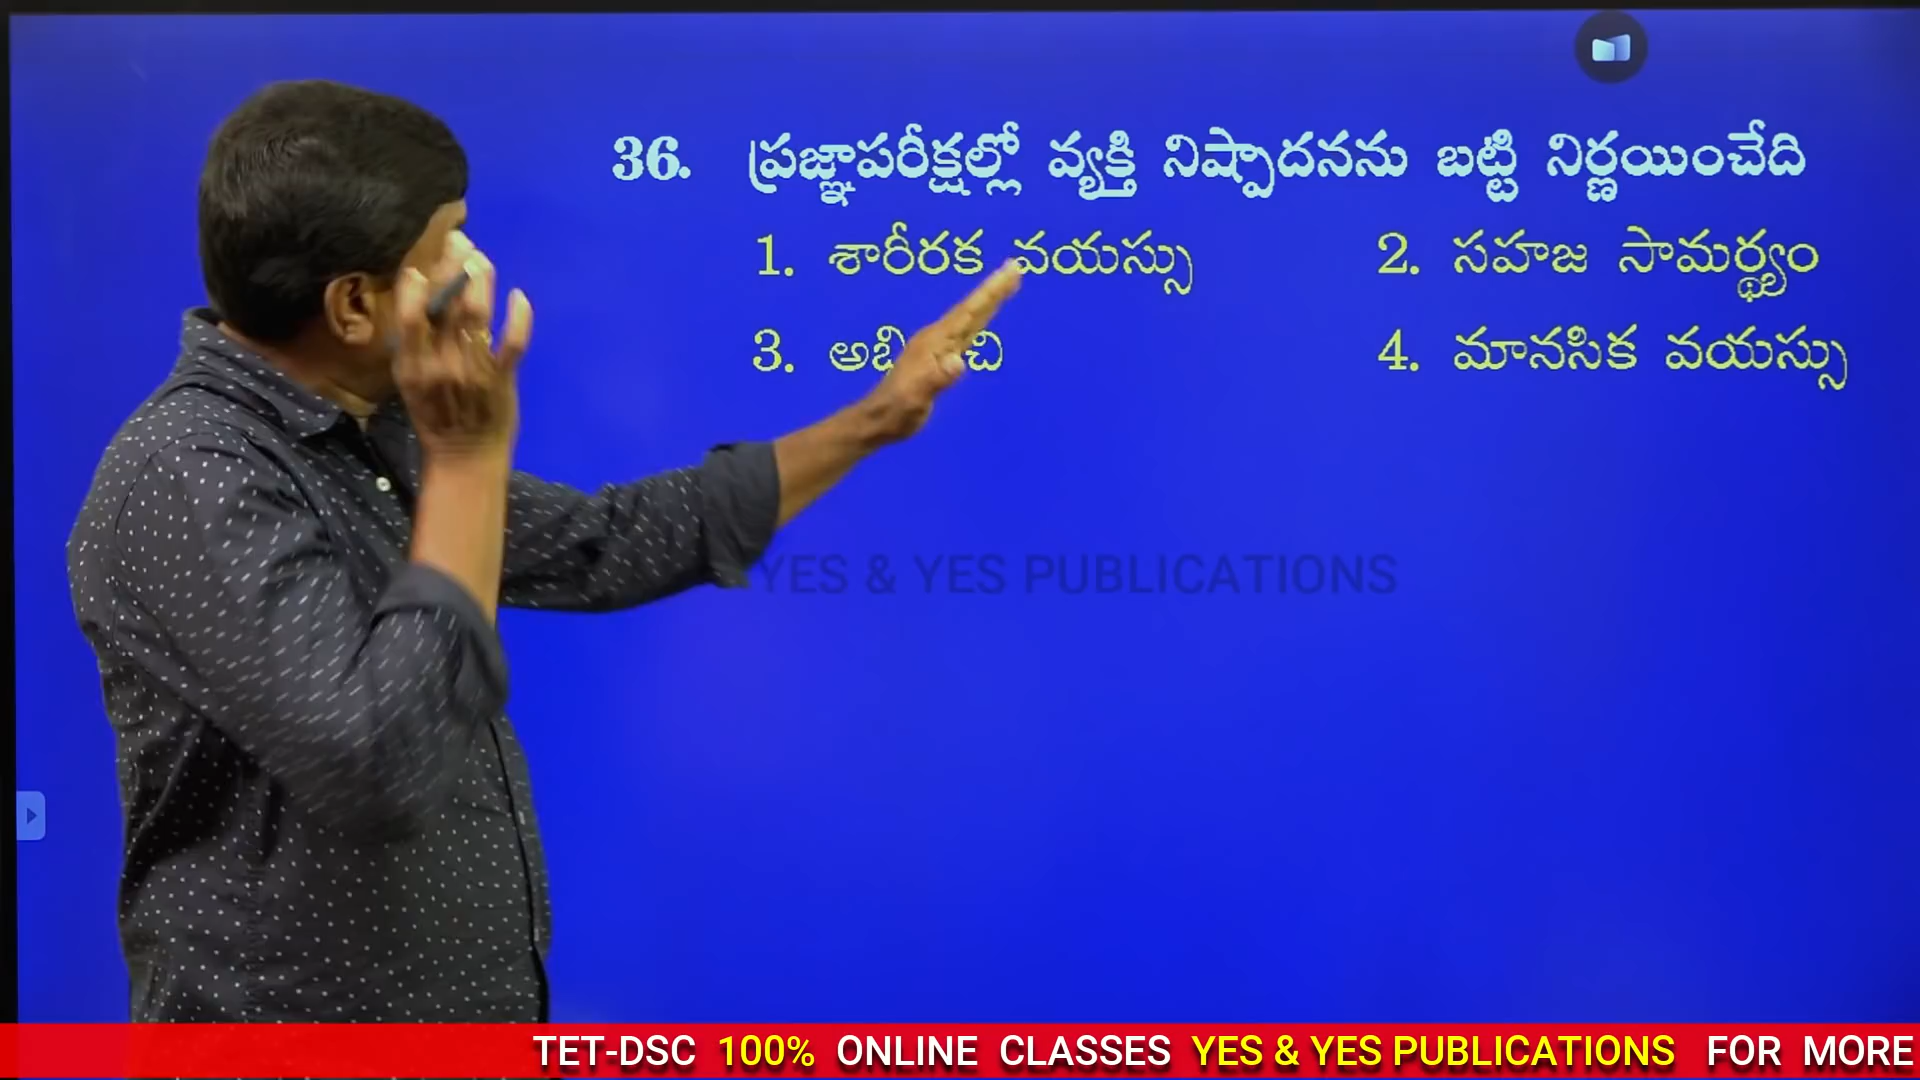 36. ప్రజ్ఞాపరీక్షల్లో వ్యక్తి నిష్పాదనను బట్టి నిర్ణయించేది
1. శారీరక వయస్సు 2. సహజ సామర్థ్యం
3. 4. మానసిక వయస్సు
YES & YES PUBLICATIONS
TET-DSC 100% ONLINE CLASSES YES & YES PUBLICATIONS FOR MORE